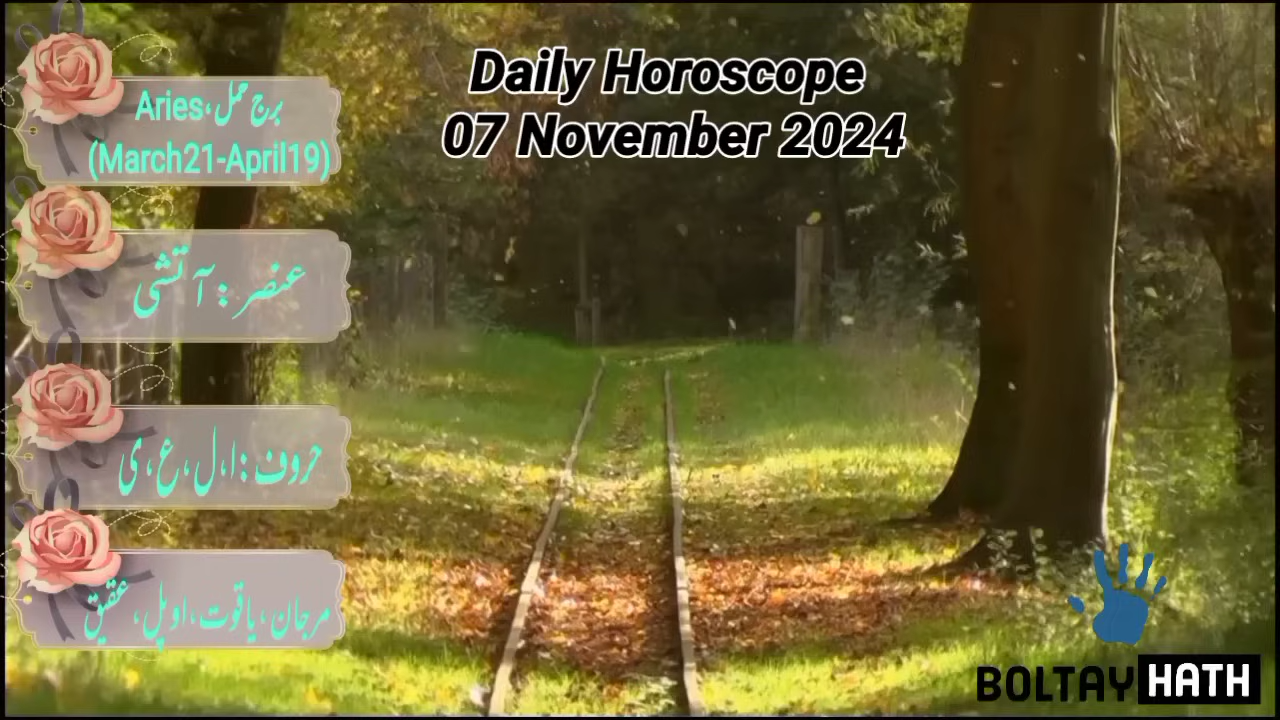 Daily Horoscope
07 November 2024
برج حمل،Aries
(March21-April19)
عنصر : آتشی
حروف :ا،ل،ع،ی
مرجان،یاقوت،اوپل،عقیق
BOLTAY HATH